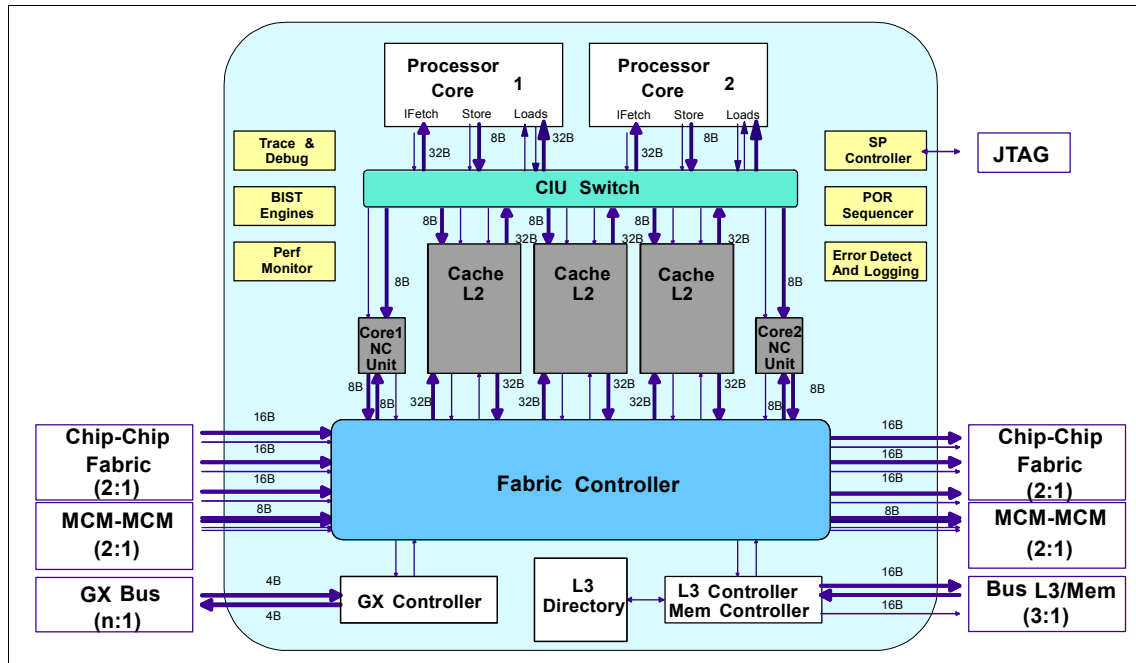 Processor
Core 1
IFetch Store Loads
Processor
Core 2
IFetch Store Loads
32B
8B
32B
32B
8B
Trace &
Debug
BIST
Engines
Perf
Monitor
SP
Controller
POR
Sequencer
Error Detect
And Logging
JTAG
CIU Switch
8B
32B
8B
32B
8B
32B
8B
8B
Cache
L2
Cache
L2
Cache
L2
Core1
NC
Unit
Core2
NC
Unit
8B
8B
32B
32B
32B
32B
32B
32B
8B
8B
Fabric Controller
16B
16B
16B
8B
Chip-Chip
Fabric
(2:1)
MCM-MCM
(2:1)
GX Bus
(n:1)
4B
4B
GX Controller
L3
Directory
L3 Controller
Mem Controller
16B
16B
16B
8B
Chip-Chip
Fabric
(2:1)
MCM-MCM
(2:1)
16B
16B
Bus L3/Mem
(3:1)